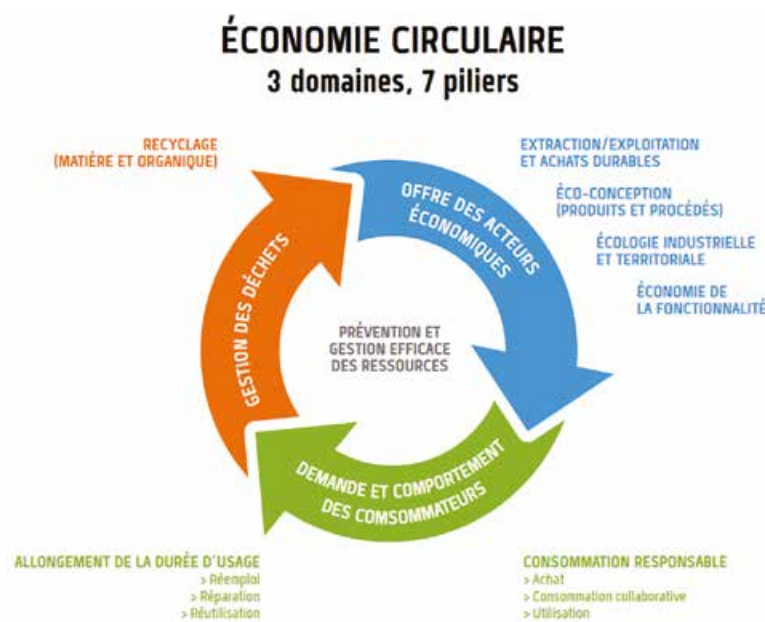 ÉCONOMIE CIRCULAIRE
3 domaines, 7 piliers
RECYCLAGE
(MATIÈRE ET ORGANIQUE)
EXTRACTION/EXPLOITATION
ET ACHATS DURABLES
ÉCO-CONCEPTION
(PRODUITS ET PROCÉDÉS)
ÉCOLOGIE INDUSTRIELLE
ET TERRITORIALE
ÉCONOMIE DE
LA FONCTIONNALITÉ
OFFRE DES ACTEURS
ÉCONOMIQUES
GESTION DES DÉCHETS
PRÉVENTION ET
GESTION EFFICACE
DES RESSOURCES
DEMANDE ET COMPORTEMENT
DES COMSOMMATEURS
ALLONGEMENT DE LA DURÉE D'USAGE
> Réemploi
> Réparation
> Réutilisation
CONSOMMATION RESPONSABLE
> Achat
> Consommation collaborative
> Utilisation